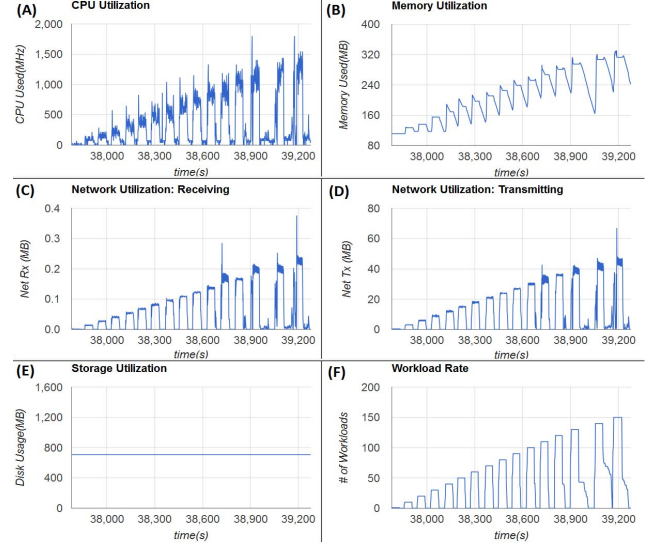 (A) CPU Utilization
CPU Used(MHz)
2,000
1,500
1,000
500
0
38,000 38,300 38,600 38,900 39,200
time(s)
(B) Memory Utilization
Memory Used(MB)
400
320
240
160
80
38,000 38,300 38,600 38,900 39,200
time(s)
(C) Network Utilization: Receiving
Net Rx (MB)
0.4
0.3
0.2
0.1
0.0
38,000 38,300 38,600 38,900 39,200
time(s)
(D) Network Utilization: Transmitting
Net Tx (MB)
80
60
40
20
0
38,000 38,300 38,600 38,900 39,200
time(s)
(E) Storage Utilization
Disk Usage(MB)
1,600
1,200
800
400
0
38,000 38,300 38,600 38,900 39,200
time(s)
(F) Workload Rate
# of Workloads
200
150
100
50
0
38,000 38,300 38,600 38,900 39,200
time(s)